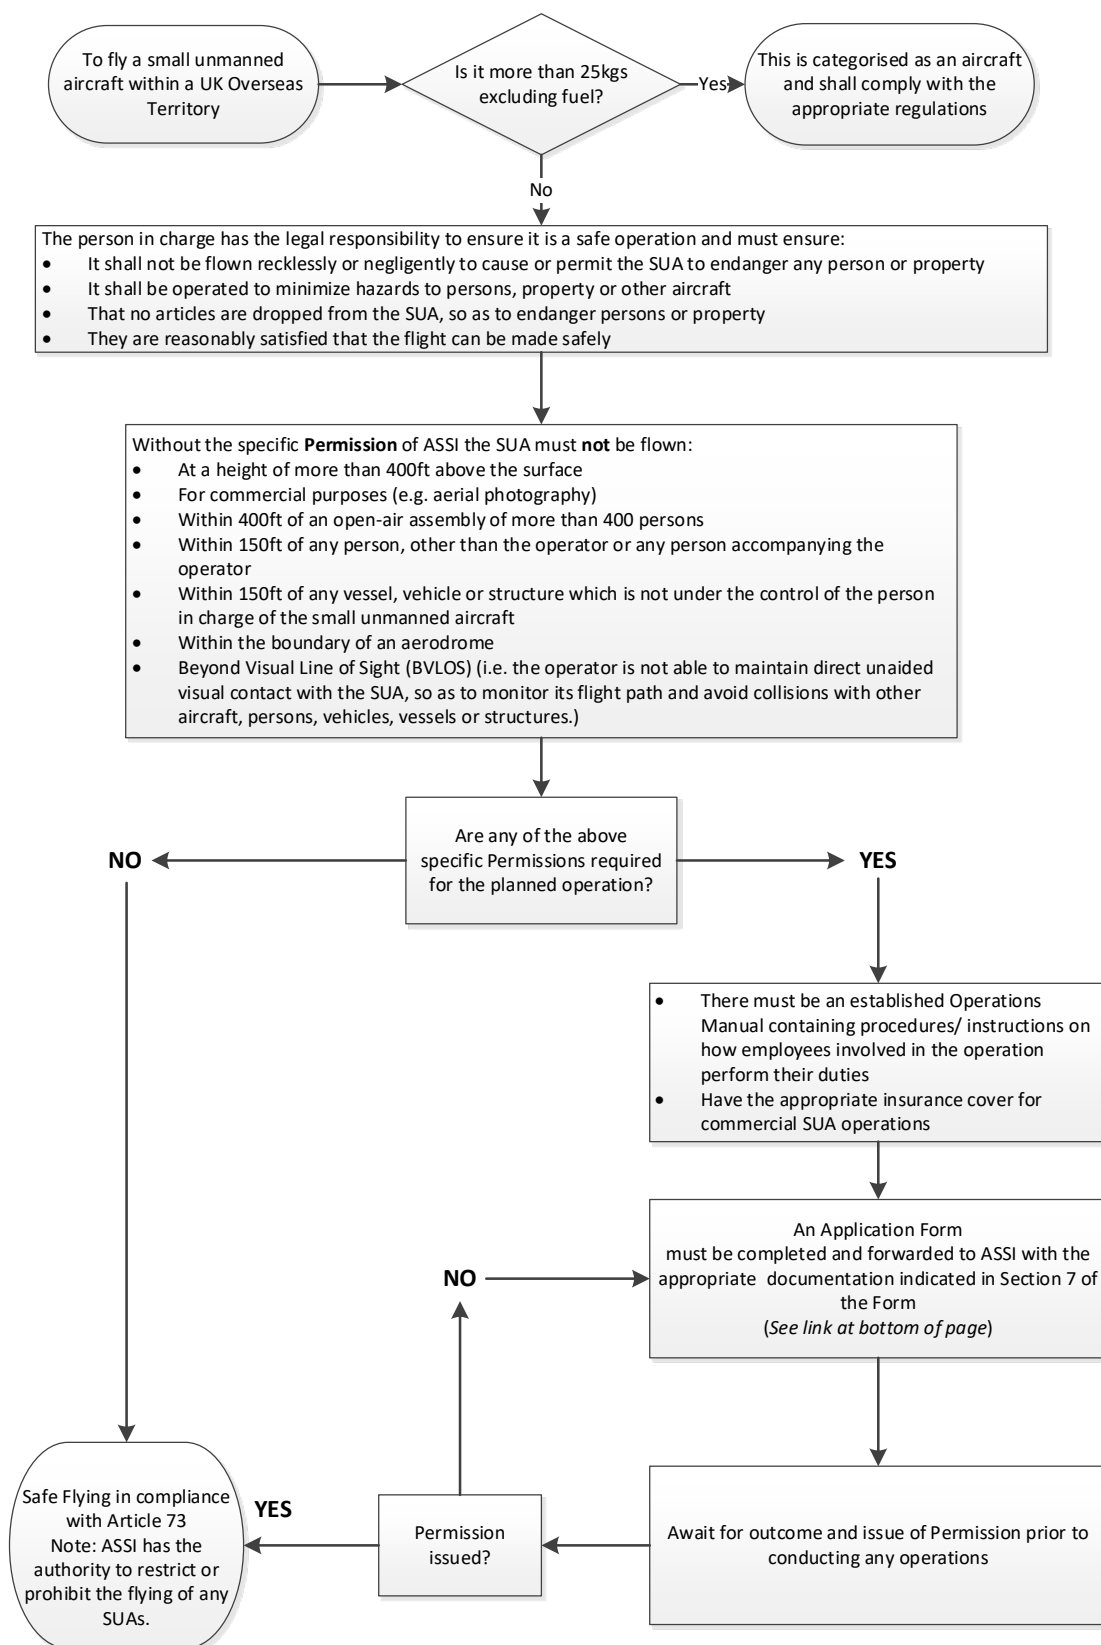 To fly a small unmanned
aircraft within a UK Overseas
Territory
Is it more than 25kgs
excluding fuel?
Yes
This is categorised as an aircraft
and shall comply with the
appropriate regulations
No
The person in charge has the legal responsibility to ensure it is a safe operation and must ensure:
• It shall not be flown recklessly or negligently to cause or permit the SUA to endanger any person or property
• It shall be operated to minimize hazards to persons, property or other aircraft
• That no articles are dropped from the SUA, so as to endanger persons or property
• They are reasonably satisfied that the flight can be made safely
Without the specific Permission of ASSI the SUA must not be flown:
• At a height of more than 400ft above the surface
• For commercial purposes (e.g. aerial photography)
• Within 400ft of an open-air assembly of more than 400 persons
• Within 150ft of any person, other than the operator or any person accompanying the
operator
• Within 150ft of any vessel, vehicle or structure which is not under the control of the person
in charge of the small unmanned aircraft
• Within the boundary of an aerodrome
• Beyond Visual Line of Sight (BVLOS) (i.e. the operator is not able to maintain direct unaided
visual contact with the SUA, so as to monitor its flight path and avoid collisions with other
aircraft, persons, vehicles, vessels or structures.)
Are any of the above
specific Permissions required
for the planned operation?
NO
YES
• There must be an established Operations
Manual containing procedures/ instructions on
how employees involved in the operation
perform their duties
• Have the appropriate insurance cover for
commercial SUA operations
An Application Form
must be completed and forwarded to ASSI with the
appropriate documentation indicated in Section 7 of
the Form
(See link at bottom of page)
NO
Await for outcome and issue of Permission prior to
conducting any operations
Permission
issued?
YES
Safe Flying in compliance
with Article 73
Note: ASSI has the
authority to restrict or
prohibit the flying of any
SUAs.